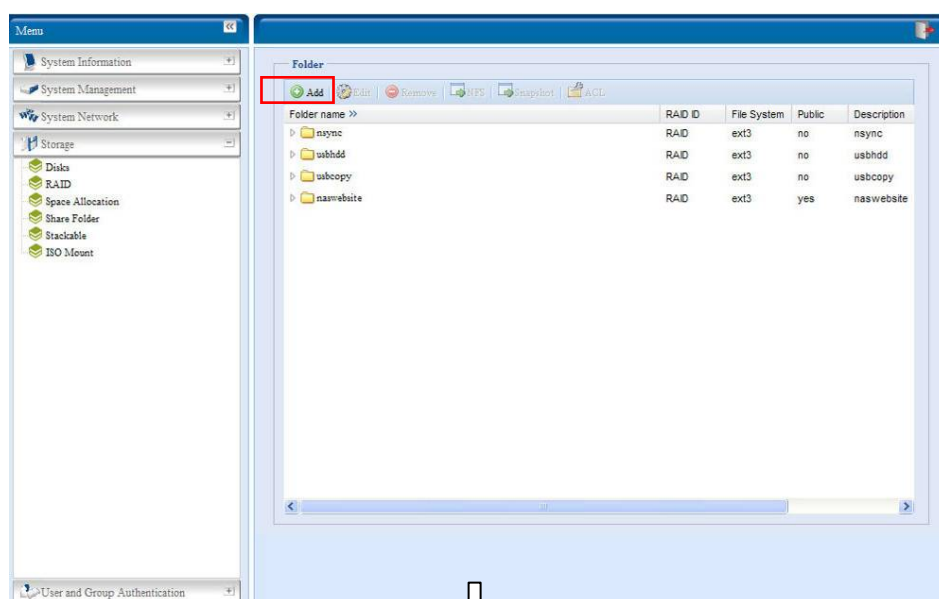 Menu
System Information
System Management
System Network
Storage
Disks
RAID
Space Allocation
Share Folder
Stackable
ISO Mount
User and Group Authentication
Folder
Add Edit Remove NFS Snapshot ACL
Folder name » RAID ID File System Public Description
nsync RAID ext3 no nsync
usbhdd RAID ext3 no usbhdd
usbcopy RAID ext3 no usbcopy
naswebsite RAID ext3 yes naswebsite